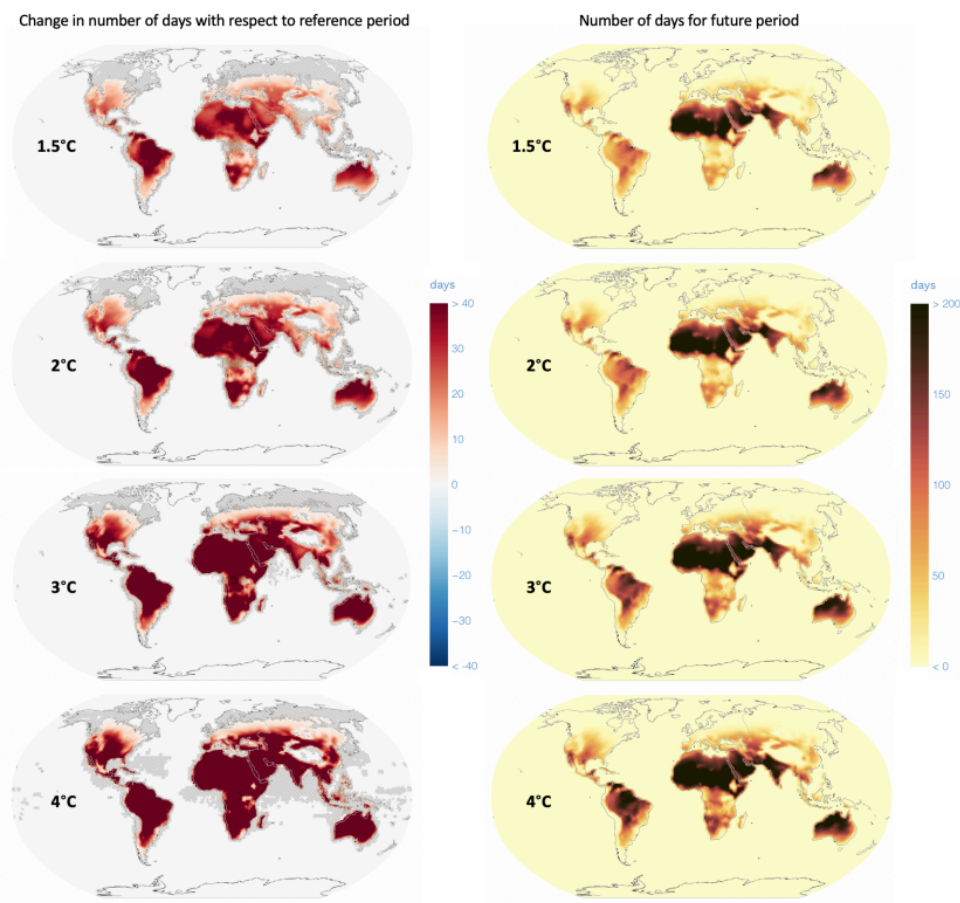 Change in number of days with respect to reference period
Number of days for future period
1.5°C
1.5°C
2°C
2°C
3°C
3°C
4°C
4°C
days
> 40
30
20
10
0
−10
−20
−30
< -40
days
> 200
150
100
50
< 0